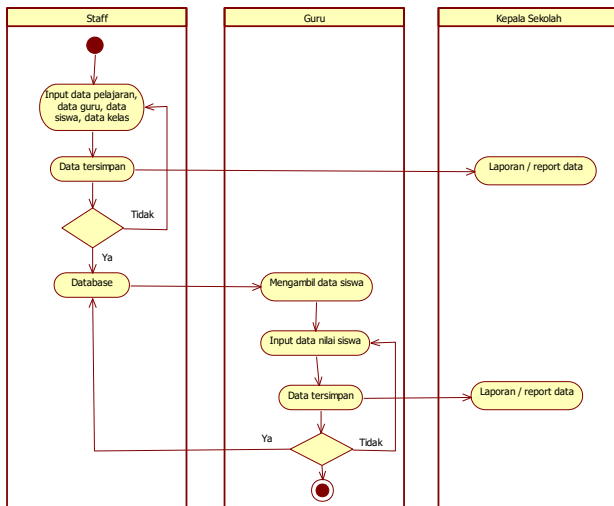 Staff
Guru
Kepala Sekolah
Input data pelajaran,
data guru, data
siswa, data kelas
Data tersimpan
Laporan / report data
Tidak
Ya
Database
Mengambil data siswa
Input data nilai siswa
Data tersimpan
Laporan / report data
Ya
Tidak